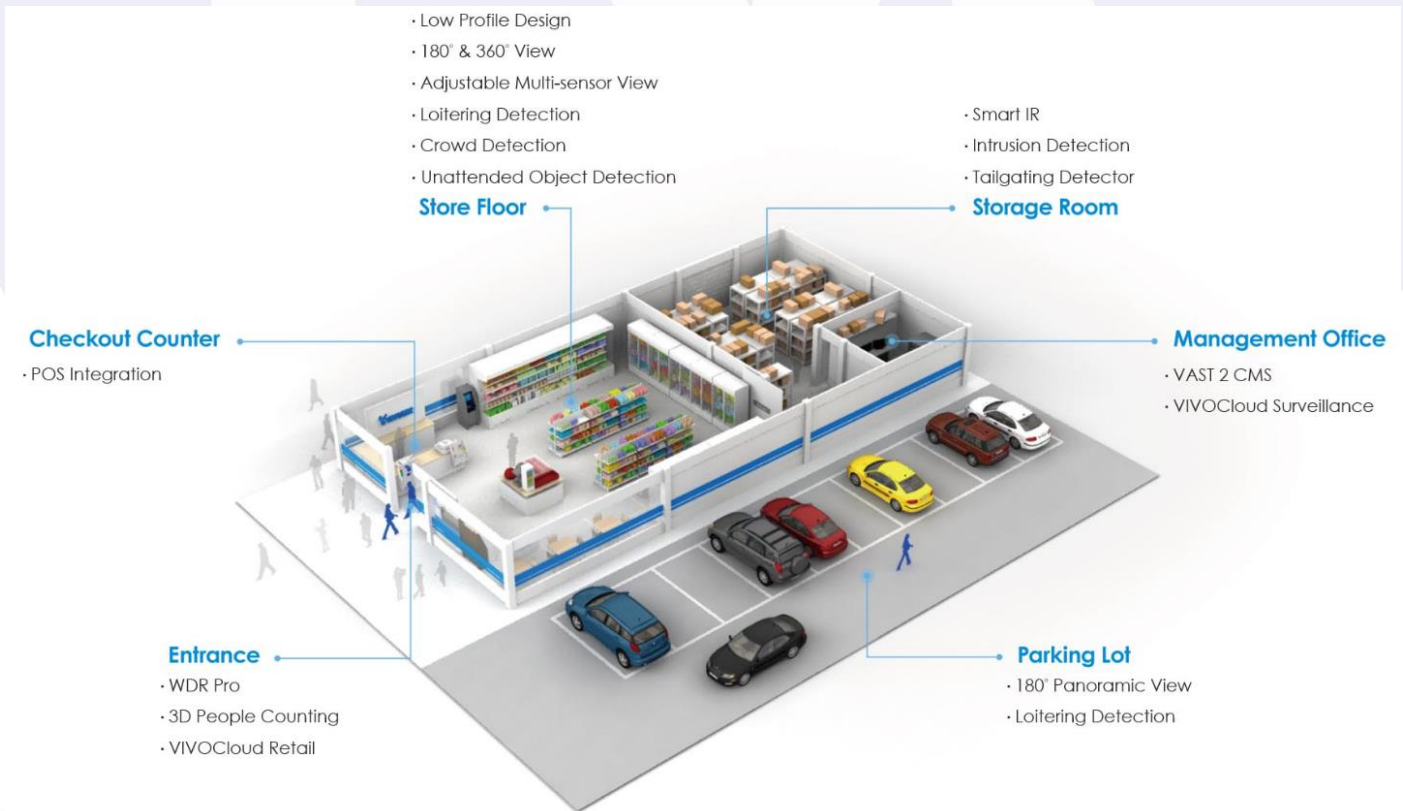 · Low Profile Design
· 180° & 360° View
· Adjustable Multi-sensor View
· Loitering Detection
· Crowd Detection
· Unattended Object Detection
Store Floor
· Smart IR
· Intrusion Detection
· Tailgating Detector
Storage Room
Checkout Counter
· POS Integration
Management Office
· VAST 2 CMS
· VIVOCloud Surveillance
Entrance
· WDR Pro
· 3D People Counting
· VIVOCloud Retail
Parking Lot
· 180° Panoramic View
· Loitering Detection